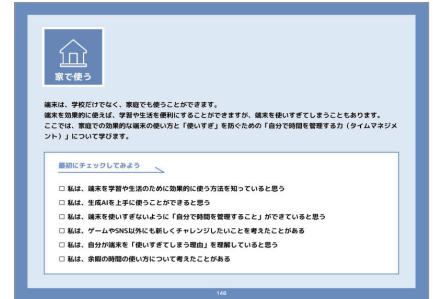 家で使う
端末は、学校だけでなく、家庭でも使うことができます。
端末を効果的に使えば、学習や生活を便利にすることができますが、端末を使いすぎてしまうこともあります。
ここでは、家庭での効果的な端末の使い方と「使いすぎ」を防ぐための「自分で時間を管理する力（タイムマネジメ
ント）」について学びます。
最初にチェックしてみよう
□ 私は、端末を学習や生活のために効果的に使う方法を知っていると思う
□ 私は、生成AIを上手に使うことができると思う
□ 私は、端末を使いすぎないように「自分で時間を管理すること」ができていると思う
□ 私は、ゲームやSNS以外にも新しくチャレンジしたいことを考えたことがある
□ 私は、自分が端末を「使いすぎてしまう理由」を理解していると思う
□ 私は、余暇の時間の使い方について考えたことがある
146